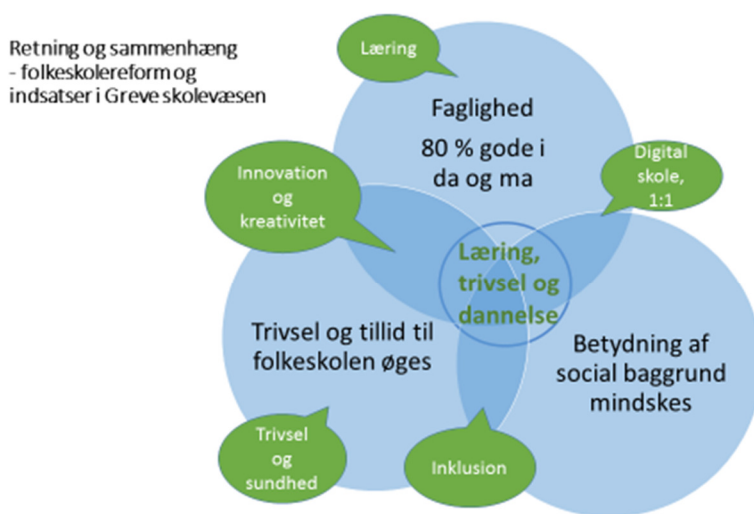 Retning og sammenhæng
- folkeskolereform og
indsatser i Greve skolevæsen
Læring
Faglighed
80 % gode i
da og ma
Digital
skole,
1:1
Innovation
og
kreativitet
Læring,
trivsel og
dannelse
Trivsel og tillid til
folkeskolen øges
Betydning af
social baggrund
mindskes
Trivsel
og
sundhed
Inklusion